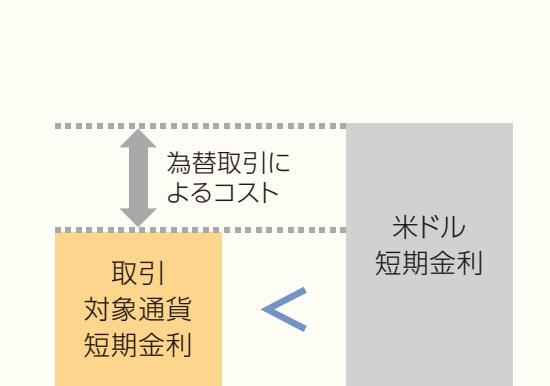 為替取引に
よるコスト
米ドル
短期金利
取引
対象通貨
短期金利